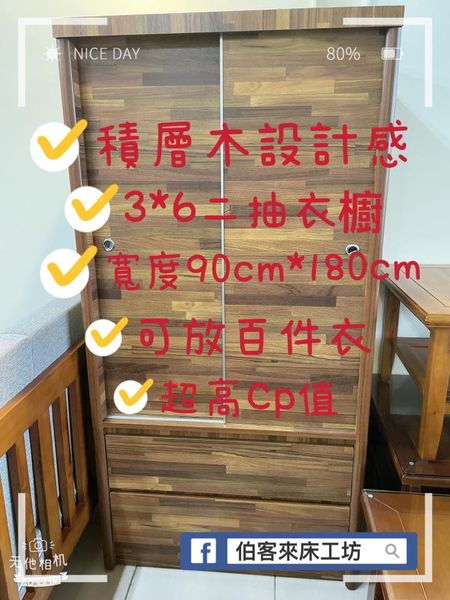 NICE DAY 80%
積層木設計感
3*6二抽衣櫥
寬度90cm*180cm
可放百件衣
超高Cp值
f 伯客來床工坊
无他相机